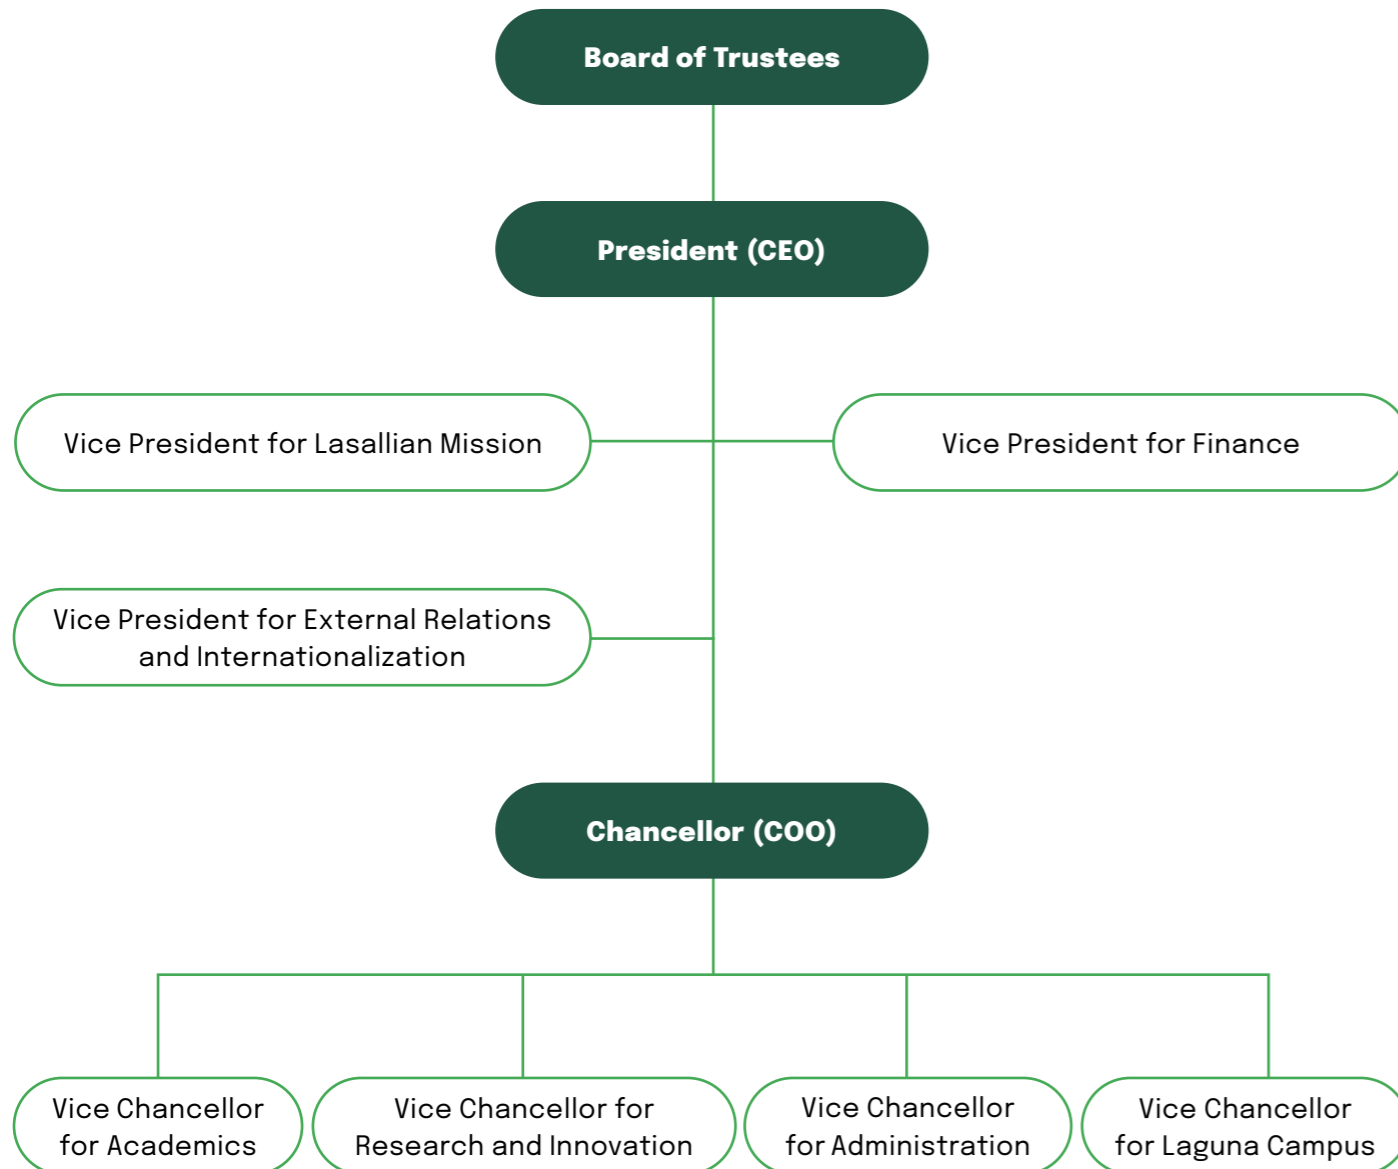 Board of Trustees
President (CEO)
Vice President for Lasallian Mission
Vice President for Finance
Vice President for External Relations
and Internationalization
Chancellor (COO)
Vice Chancellor
for Academics
Vice Chancellor for
Research and Innovation
Vice Chancellor
for Administration
Vice Chancellor
for Laguna Campus